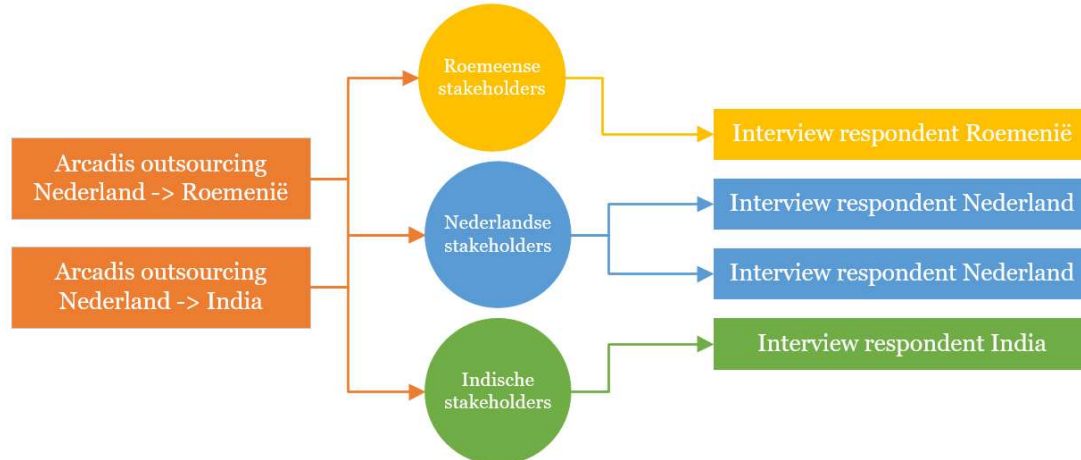 Arcadis outsourcing
Nederland -> Roemenië
Arcadis outsourcing
Nederland -> India
Roemeense
stakeholders
Nederlandse
stakeholders
Indische
stakeholders
Interview respondent Roemenië
Interview respondent Nederland
Interview respondent Nederland
Interview respondent India